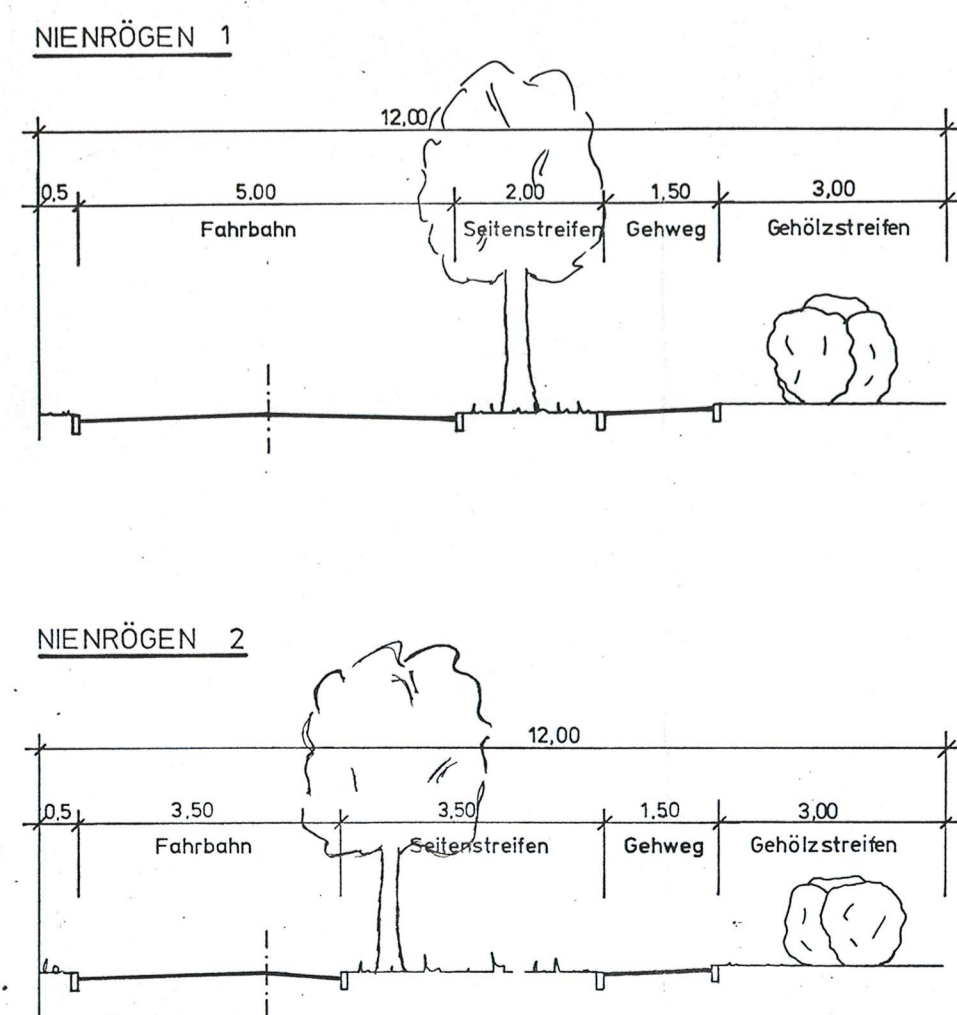 NIENRÖGEN 1
12,00
0,5 5.00 2,00 1,50 3,00
Fahrbahn Seitenstreifen Gehweg Gehölzstreifen
NIENRÖGEN 2
12,00
0,5 3,50 3,50 1,50 3,00
Fahrbahn Seitenstreifen Gehweg Gehölzstreifen